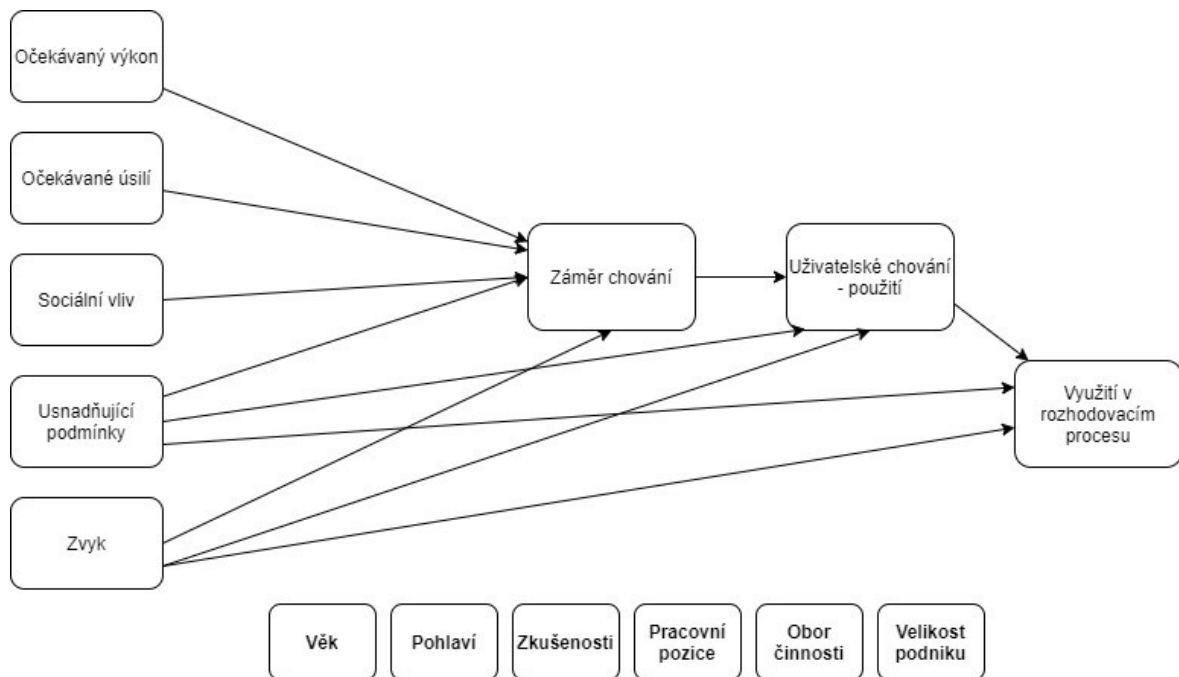 Očekávaný výkon
Očekávané úsilí
Sociální vliv
Usnadňující
podmínky
Zvyk
Záměr chování
Uživatelské chování
- použití
Využití v
rozhodovacím
procesu
Věk
Pohlaví
Zkušenosti
Pracovní
pozice
Obor
činnosti
Velikost
podniku